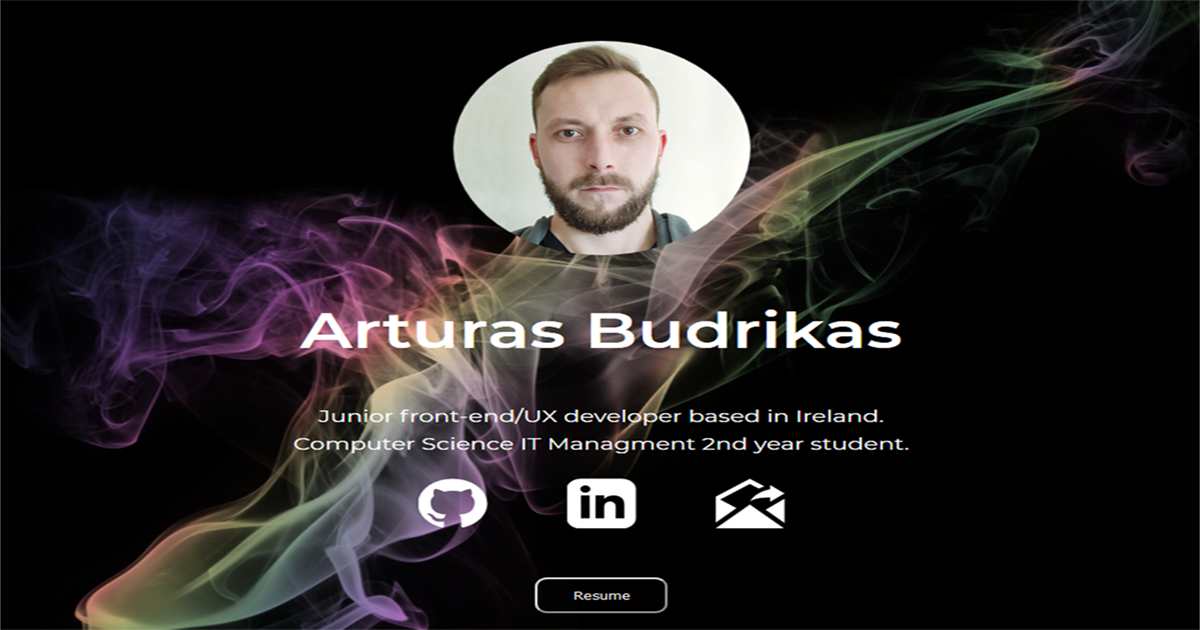 Arturas Budrikas
Junior front-end/UX developer based in Ireland.
Computer Science IT Managment 2nd year student.
in
Resume